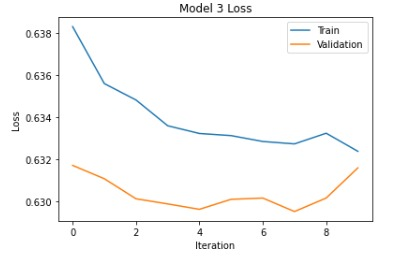 Model 3 Loss
Train
Validation
0.638
0.636
0.634
0.632
0.630
Loss
0 2 4 6 8
Iteration